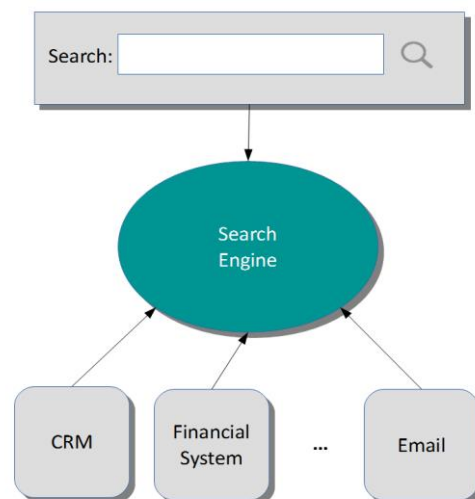 Search:
Search
Engine
CRM
Financial
System
...
Email